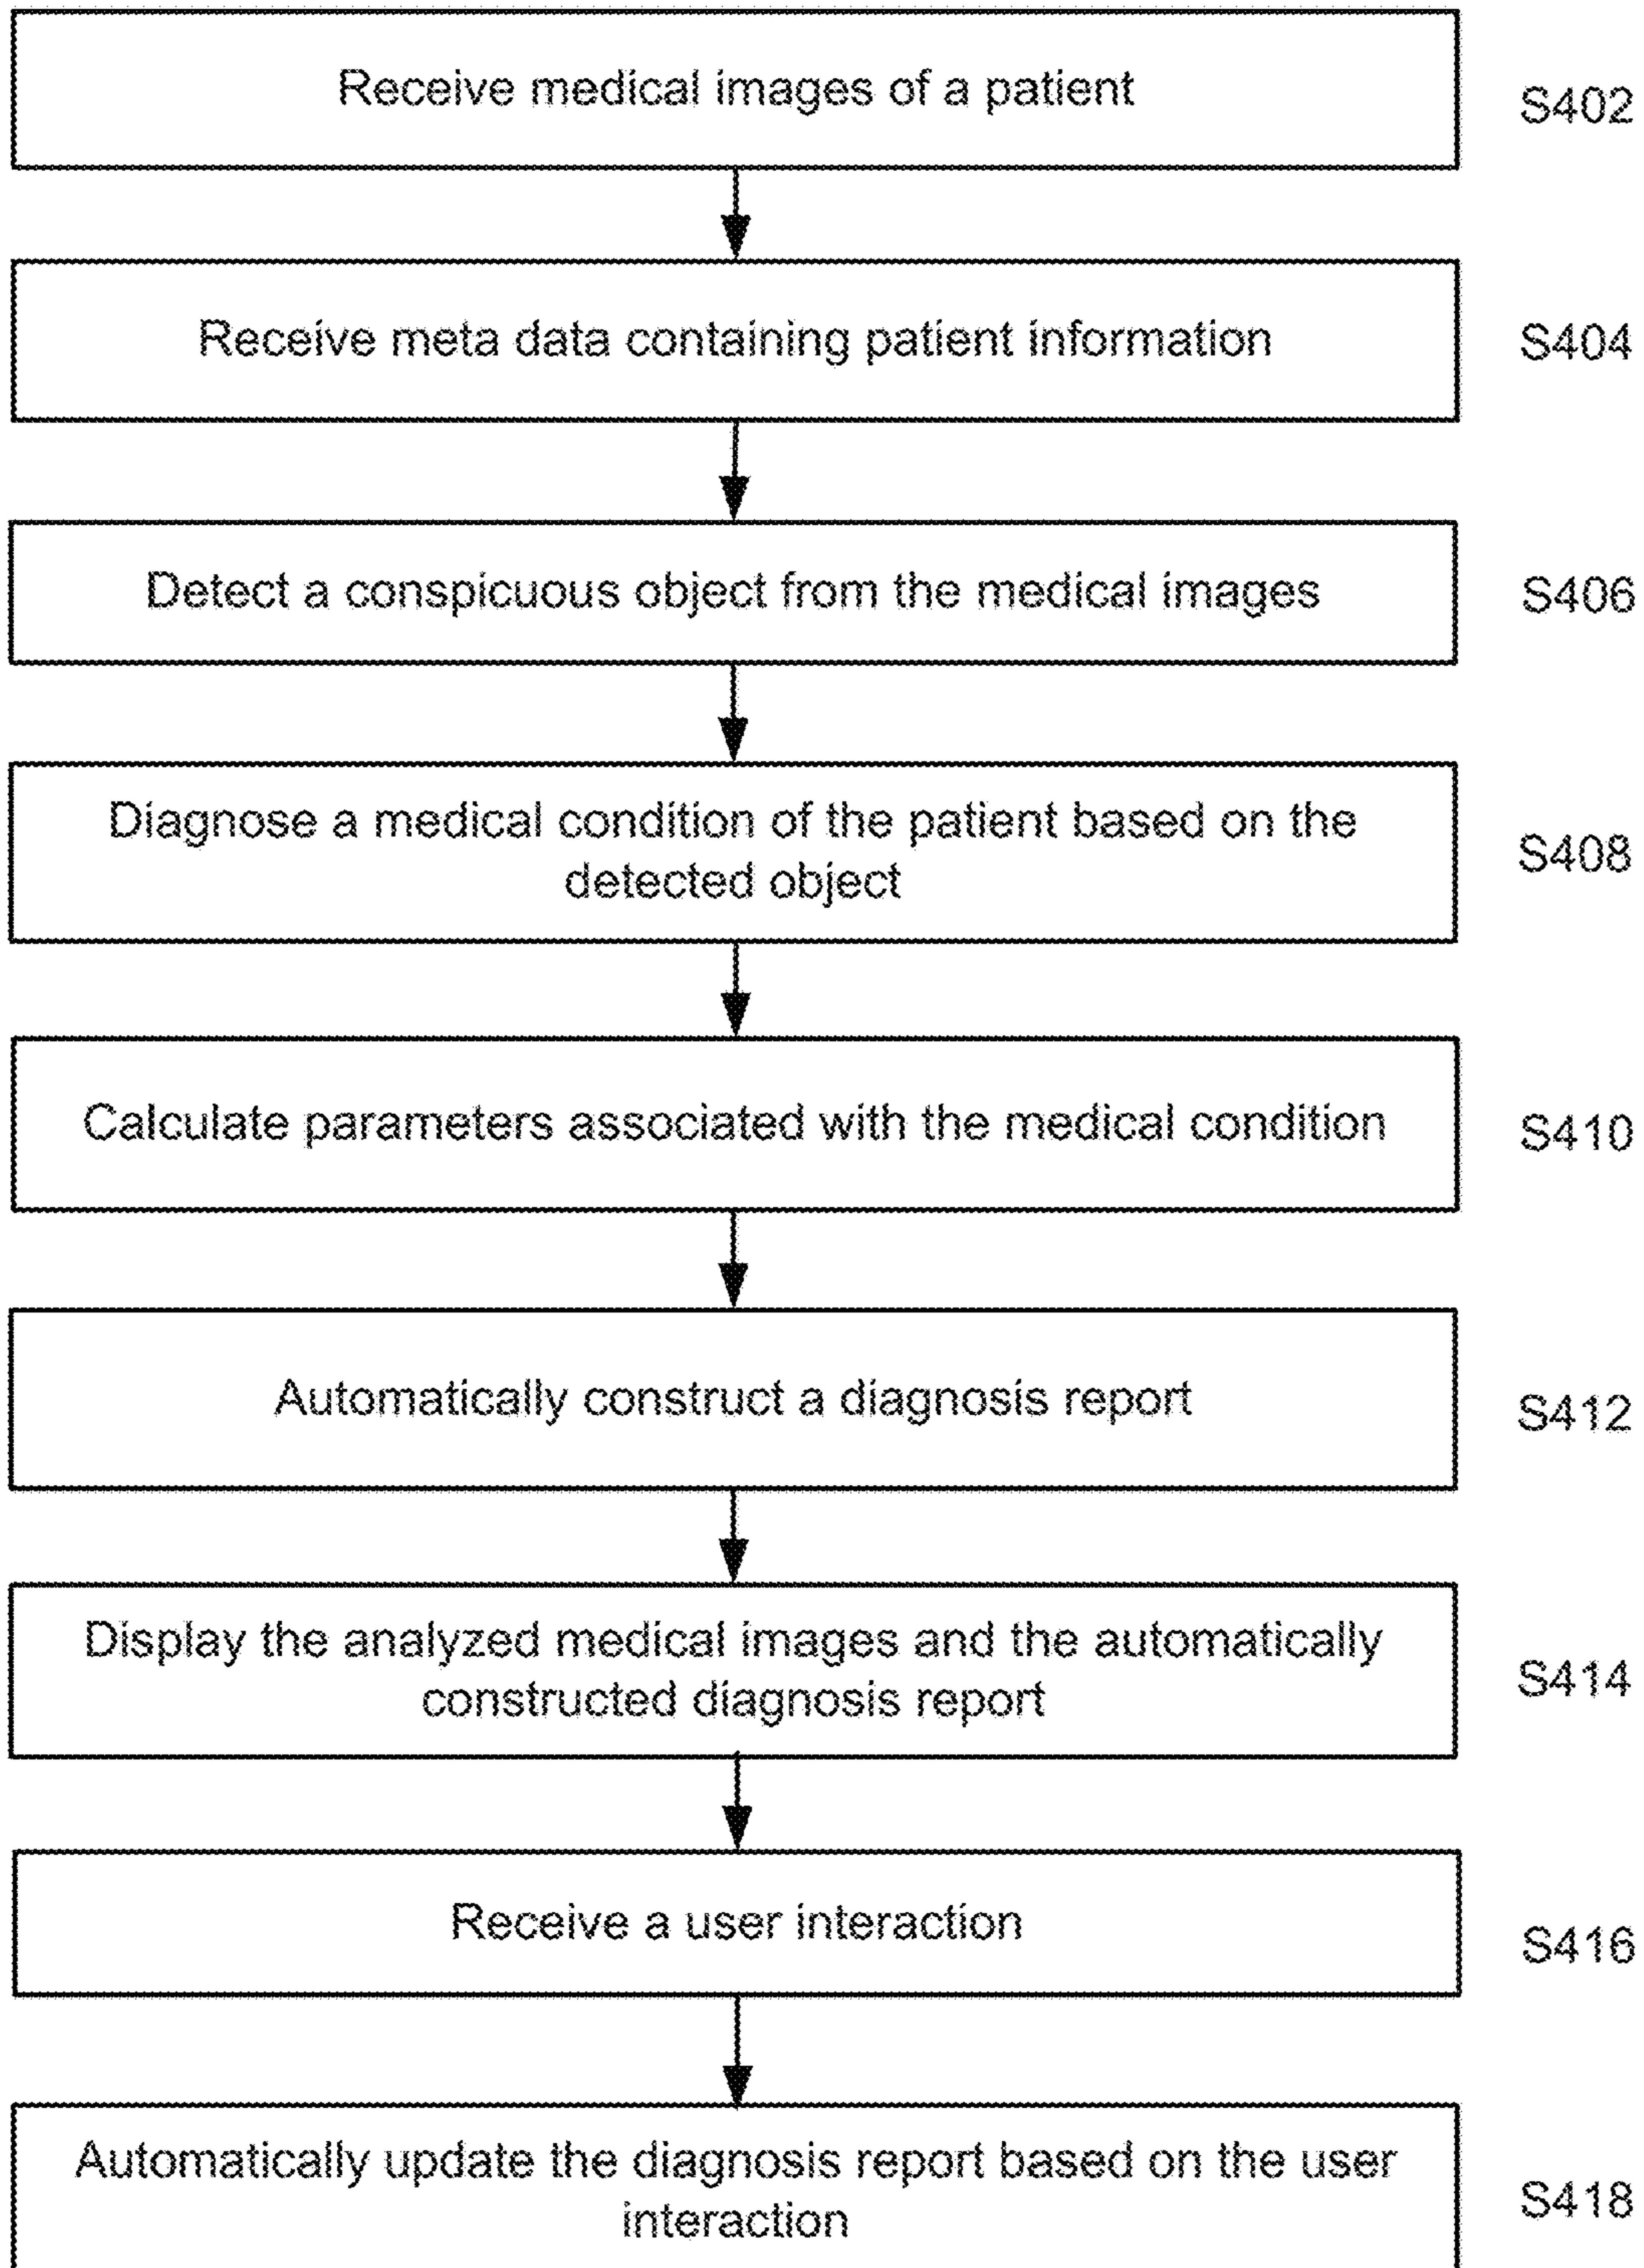 Receive medical images of a patient
S402
Receive meta data containing patient information
S404
Detect a conspicuous object from the medical images
S406
Diagnose a medical condition of the patient based on the
detected object
S408
Calculate parameters associated with the medical condition
S410
Automatically construct a diagnosis report
S412
Display the analyzed medical images and the automatically
constructed diagnosis report
S414
Receive a user interaction
S416
Automatically update the diagnosis report based on the user
interaction
S418